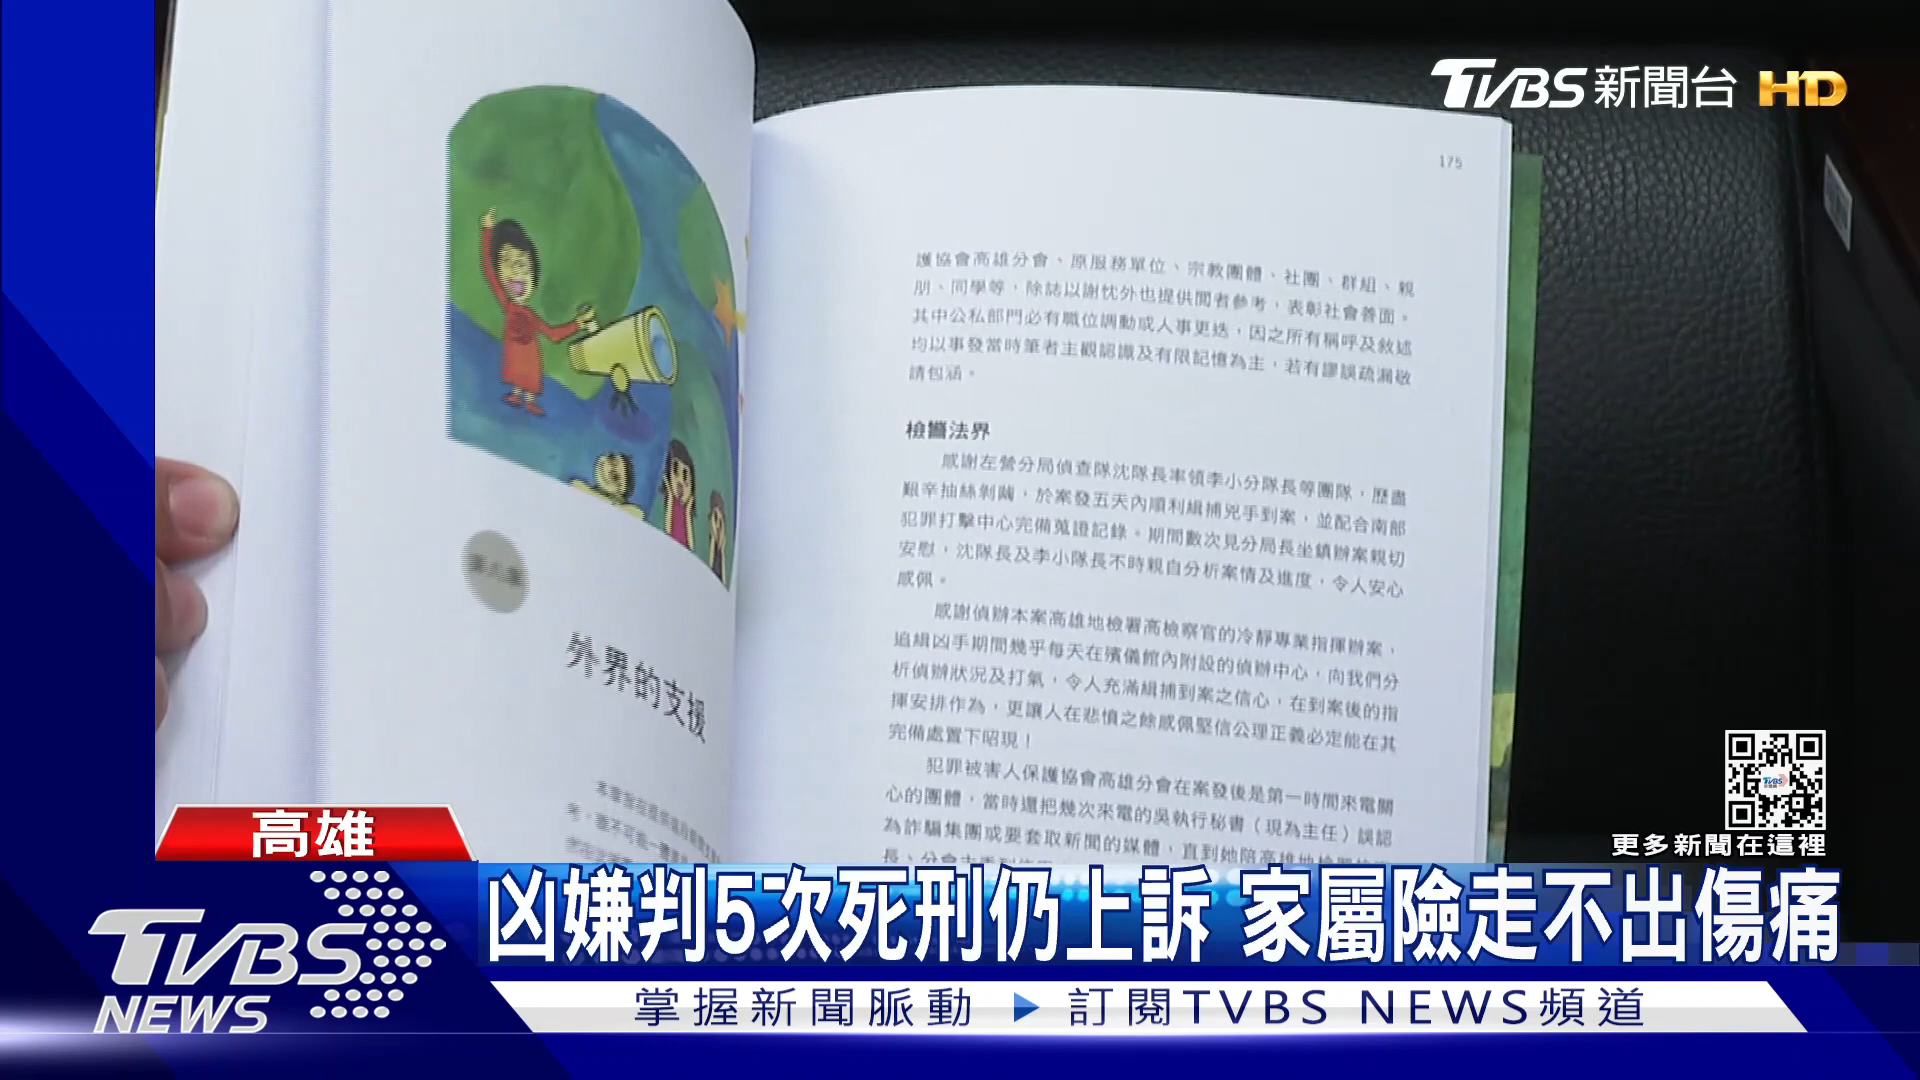 TVBS新聞台 HD
175
護協會高雄分會、原服務單位、宗教團體、社團、群組、親
朋、同學等，除誌以謝忱外也提供閱者參考，表彰社會善面。
其中公私部門必有職位調動或人事更迭，因之所有稱呼及敘述
均以事發當時筆者主觀認識及有限記憶為主，若有謬誤疏漏敬
請包涵。
檢警法界
感謝左營分局偵查隊沈隊長率領李小分隊長等團隊，歷盡
艱辛抽絲剝繭，於案發五天內順利緝捕兇手到案，並配合南部
犯罪打擊中心完備蒐證記錄。期間數次見分局長坐鎮辦案親切
安慰，沈隊長及李小隊長不時親自分析案情及進度，令人安心
感佩。
感謝偵辦本案高雄地檢署高檢察官的冷靜專業指揮辦案，
追緝凶手期間幾乎每天在殯儀館內附設的偵辦中心，向我們分
析偵辦狀況及打氣，令人充滿緝捕到案之信心，在到案後的指
揮安排作為，更讓人在悲憤之餘感佩堅信公理正義必定能在其
完備處置下昭現！
犯罪被害人保護協會高雄分會在案發後是第一時間來電關
心的團體，當時還把幾次來電的吳執行秘書（現為主任）誤認
為詐騙集團或要套取新聞的媒體，直到她陪高雄地檢署
外界的支援
TVBS
更多新聞在這裡
高雄
凶嫌判5次死刑仍上訴 家屬險走不出傷痛
TVBS NEWS
掌握新聞脈動 ▶ 訂閱TVBS NEWS頻道